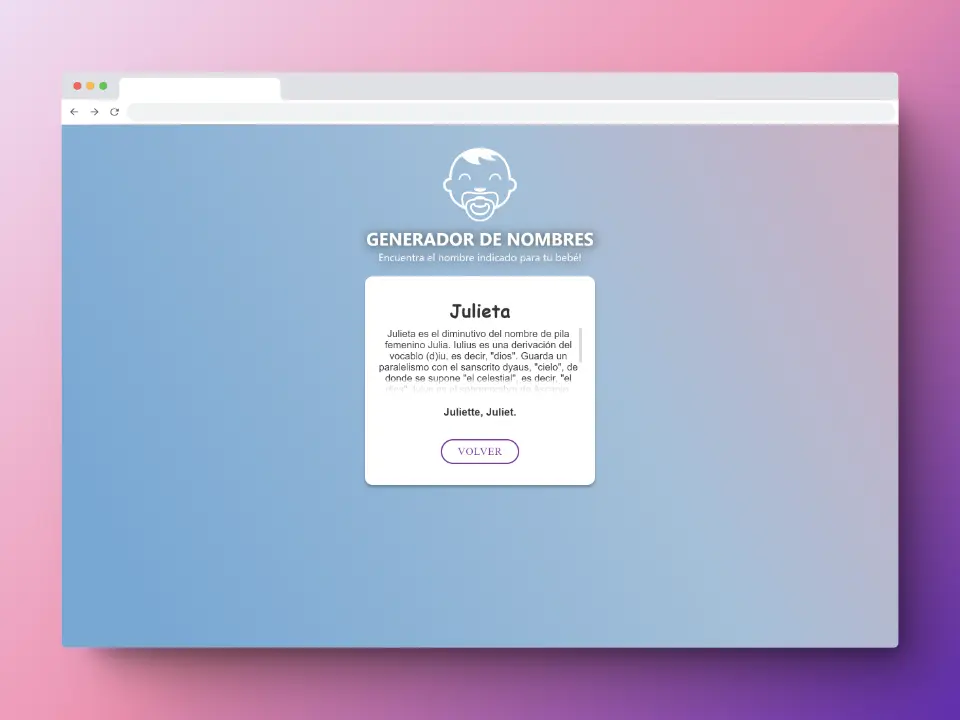 GENERADOR DE NOMBRES
Encuentra el nombre indicado para tu bebé!
Julieta
Julieta es el diminutivo del nombre de pila
femenino Julia. Iulius es una derivación del
vocablo (d)iu, es decir, "dios". Guarda un
paralelismo con el sanscrito dyaus, "cielo", de
donde se supone "el celestial", es decir, "el
Juliette, Juliet.
VOLVER